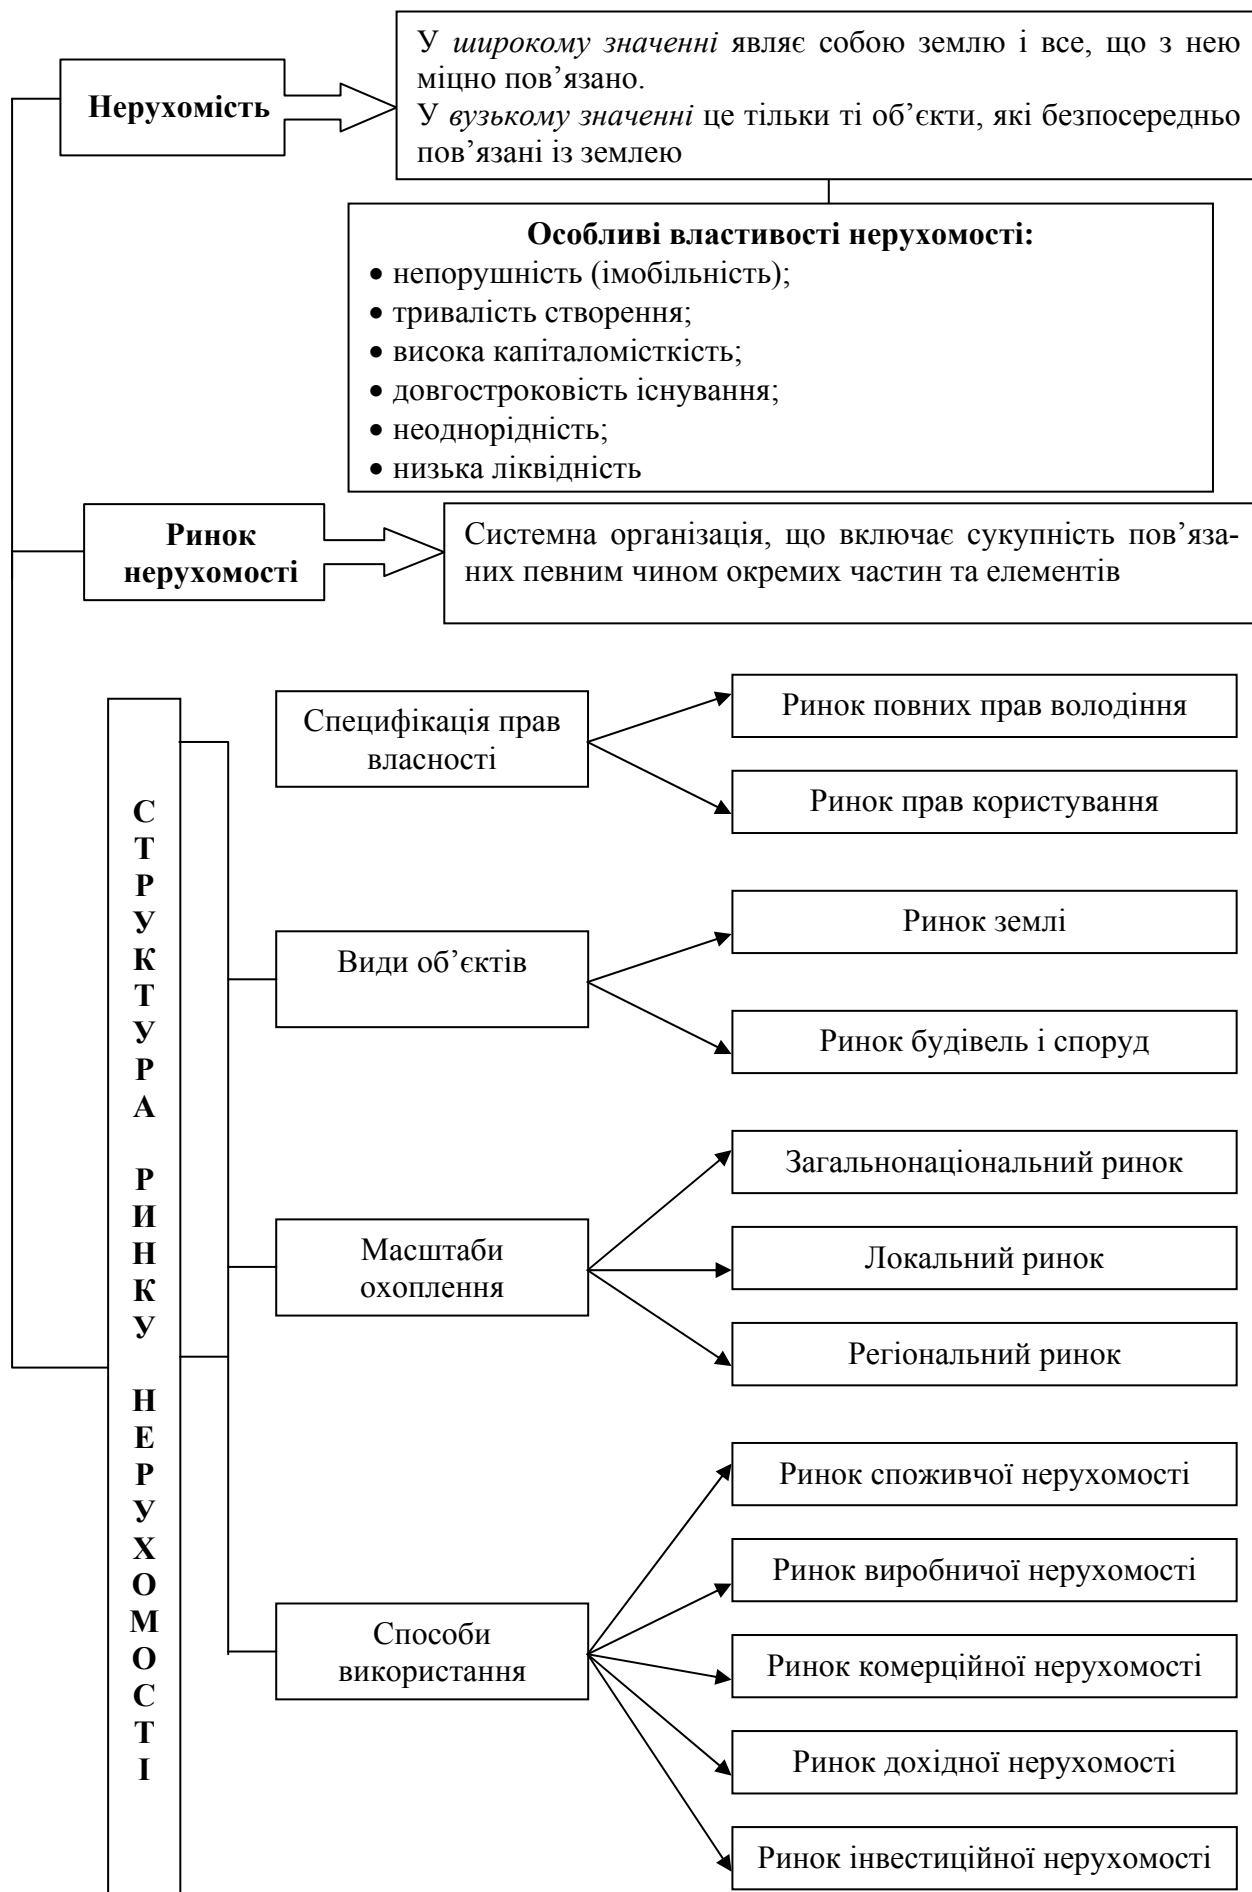 Нерухомість
У широкому значенні являє собою землю і все, що з нею
міцно пов’язано.
У вузькому значенні це тільки ті об’єкти, які безпосередньо
пов’язані із землею
Особливі властивості нерухомості:
• непорушність (імобільність);
• тривалість створення;
• висока капіталомісткість;
• довгостроковість існування;
• неоднорідність;
• низька ліквідність
Ринок
нерухомості
Системна організація, що включає сукупність пов’яза-
них певним чином окремих частин та елементів
СТРУКТУРА РИНКУ НЕРУХОМОСТІ
Специфікація прав
власності
Ринок повних прав володіння
Ринок прав користування
Види об’єктів
Ринок землі
Ринок будівель і споруд
Масштаби
охоплення
Загальнонаціональний ринок
Локальний ринок
Регіональний ринок
Способи
використання
Ринок споживчої нерухомості
Ринок виробничої нерухомості
Ринок комерційної нерухомості
Ринок дохідної нерухомості
Ринок інвестиційної нерухомості